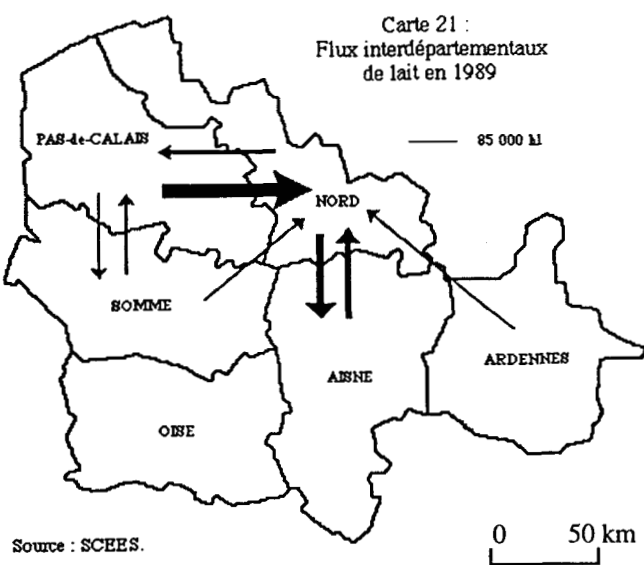 Carte 21 :
Flux interdépartementaux
de lait en 1989
85 000 hl
PAS-de-CALAIS
NORD
SOMME
AISNE
ARDENNES
OISE
Source : SCEES.
0 50 km